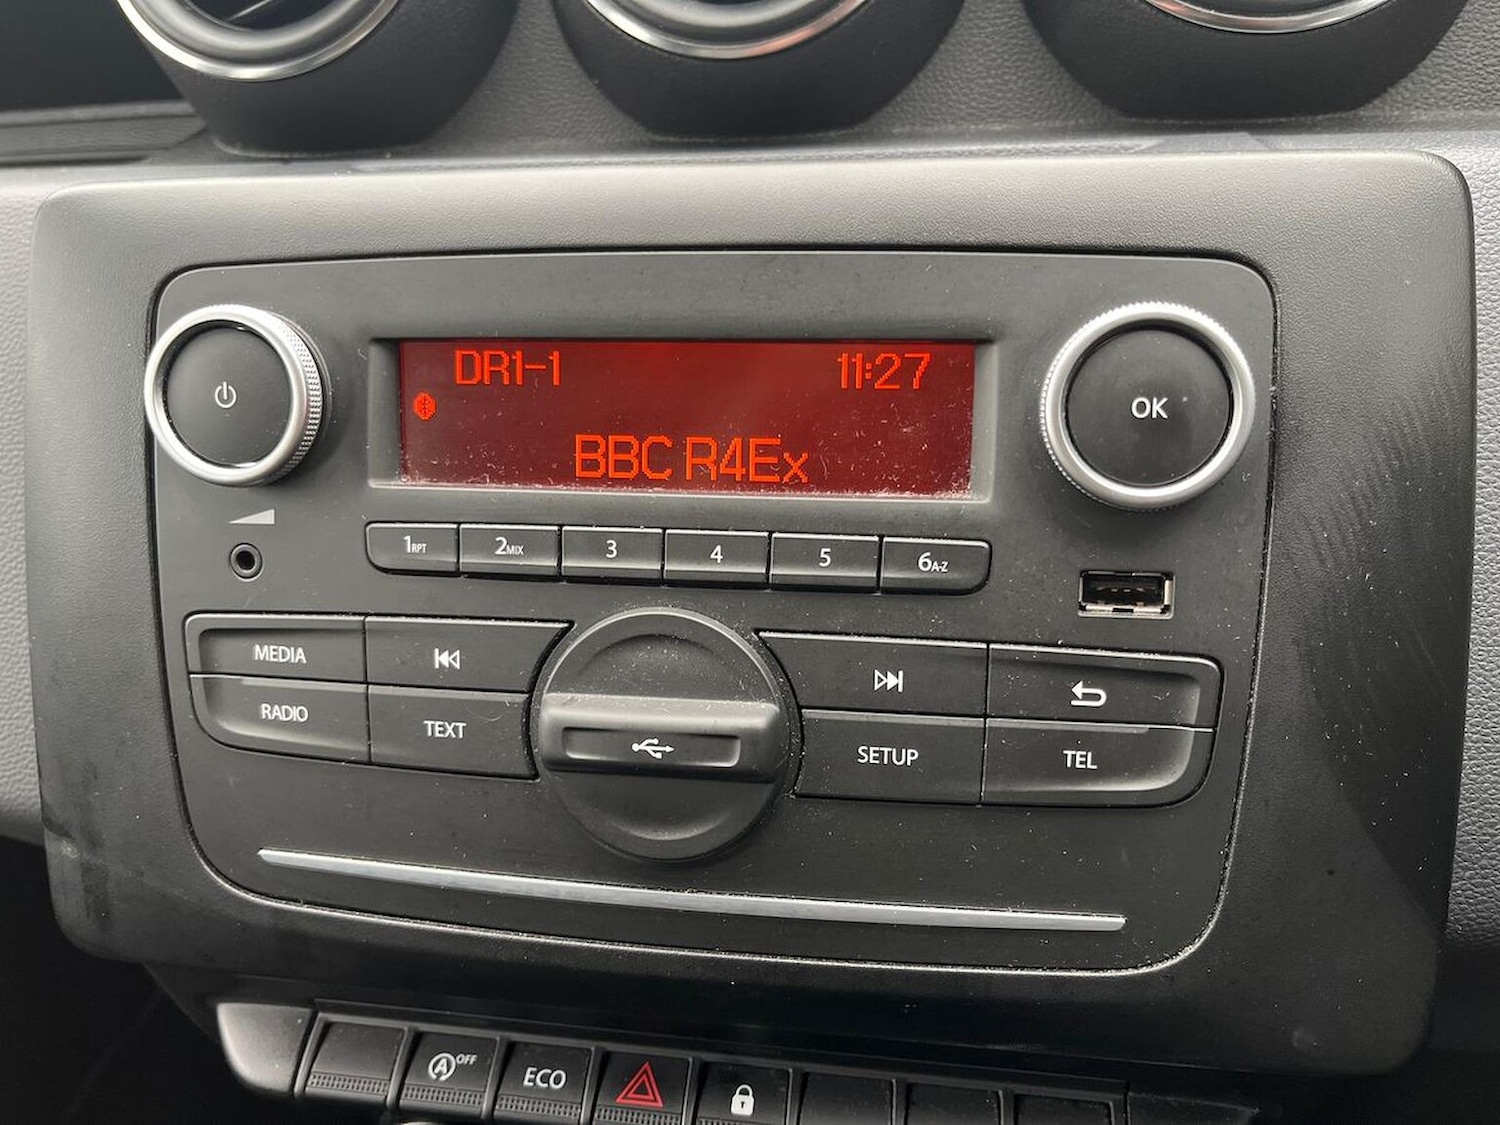 DR1-1 11:27
BBC R4Ex
OK
1RPT 2MIX 3 4 5 6A-Z
MEDIA
RADIO TEXT SETUP TEL
OFF
A ECO